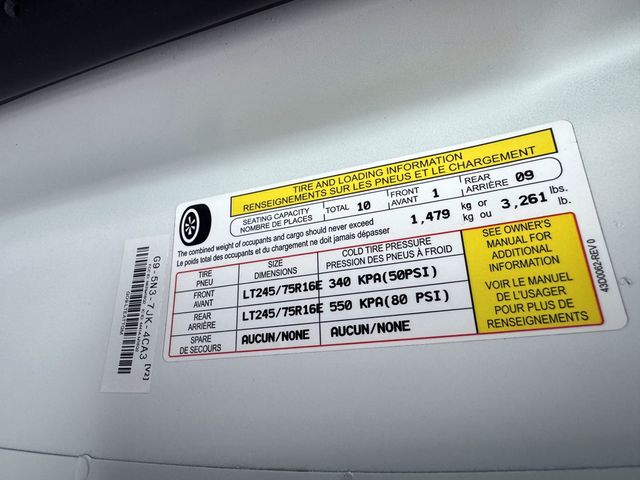 TIRE AND LOADING INFORMATION
RENSEIGNEMENTS SUR LES PNEUS ET LE CHARGEMENT
SEATING CAPACITY TOTAL 10 FRONT 1 REAR 09
NOMBRE DE PLACES AVANT ARRIÈRE
The combined weight of occupants and cargo should never exceed 1,479 kg or 3,261 lbs.
Le poids total des occupants et du chargement ne doit jamais dépasser kg ou lb.
TIRE SIZE COLD TIRE PRESSURE
PNEU DIMENSIONS PRESSION DES PNEUS À FROID
FRONT LT245/75R16E 340 KPA(50PSI)
AVANT
REAR LT245/75R16E 550 KPA(80 PSI)
ARRIÈRE
SPARE AUCUN/NONE AUCUN/NONE
DE SECOURS
SEE OWNER'S
MANUAL FOR
ADDITIONAL
INFORMATION
VOIR LE MANUEL
DE L'USAGER
POUR PLUS DE
RENSEIGNEMENTS
43D0062-REV 0
G9-5N3-7JK-4CA3 [V2]